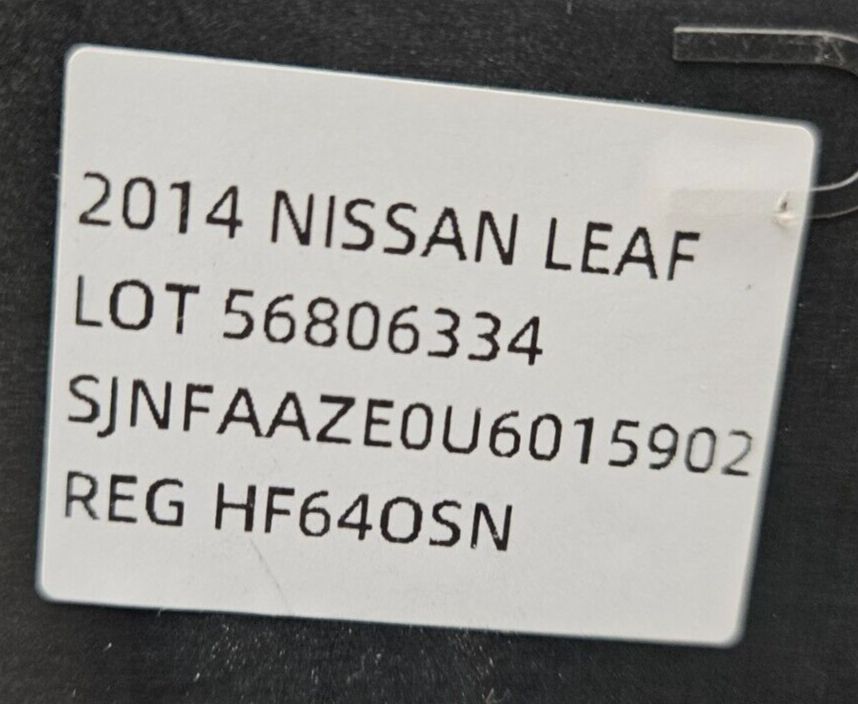 2014 NISSAN LEAF
LOT 56806334
SJNFAAZE0U6015902
REG HF64OSN